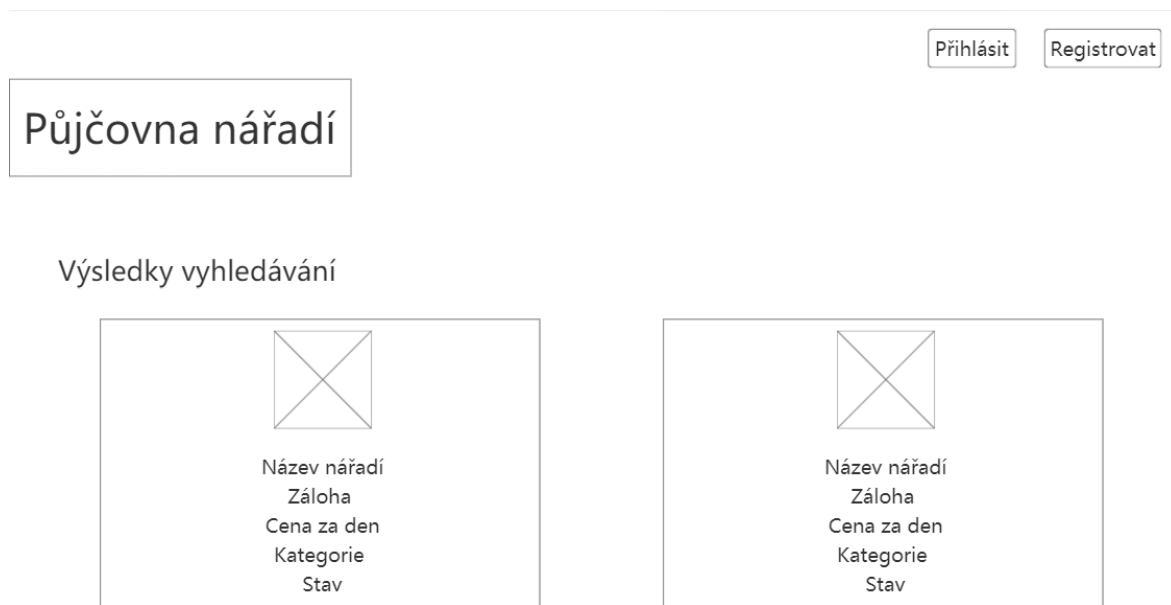 Přihlásit Registrovat
Půjčovna nářadí
Výsledky vyhledávání
Název nářadí
Záloha
Cena za den
Kategorie
Stav
Název nářadí
Záloha
Cena za den
Kategorie
Stav